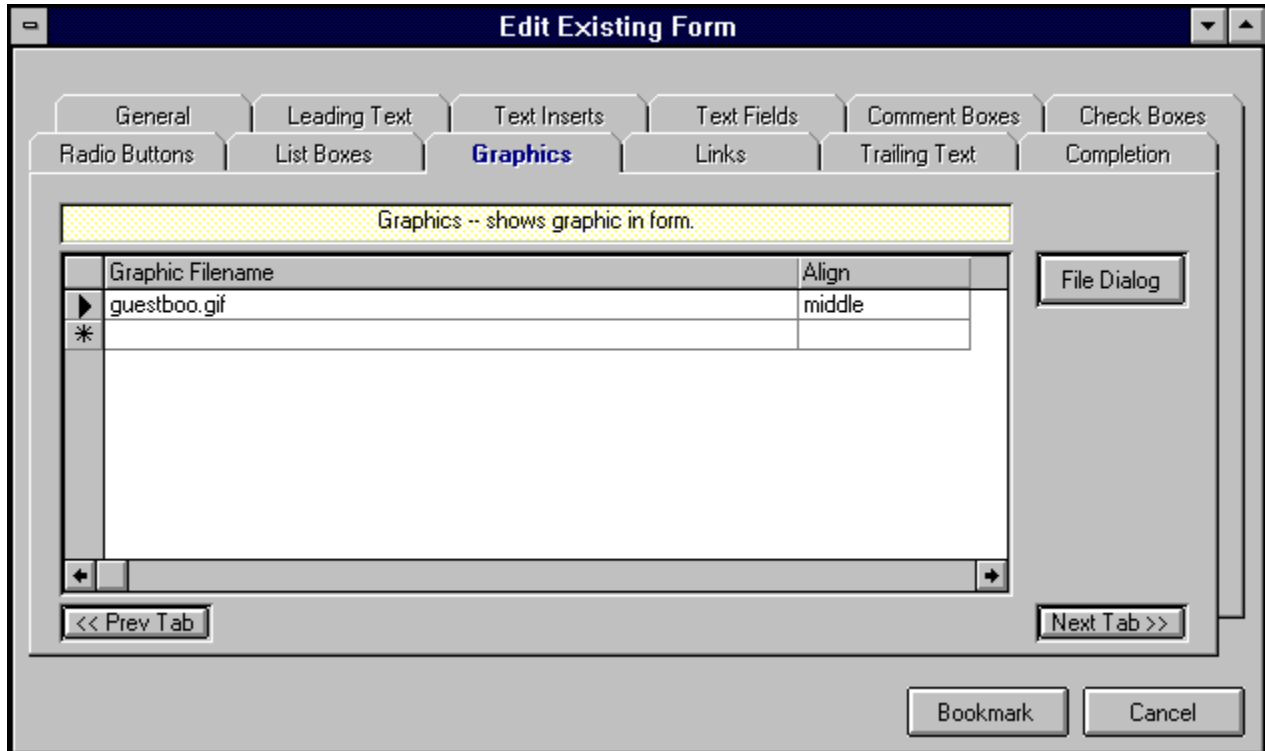 Edit Existing Form
General Leading Text Text Inserts Text Fields Comment Boxes Check Boxes
Radio Buttons List Boxes Graphics Links Trailing Text Completion
Graphics -- shows graphic in form.
Graphic Filename Align
File Dialog
guestboo.gif middle
<< Prev Tab Next Tab >>
Bookmark Cancel